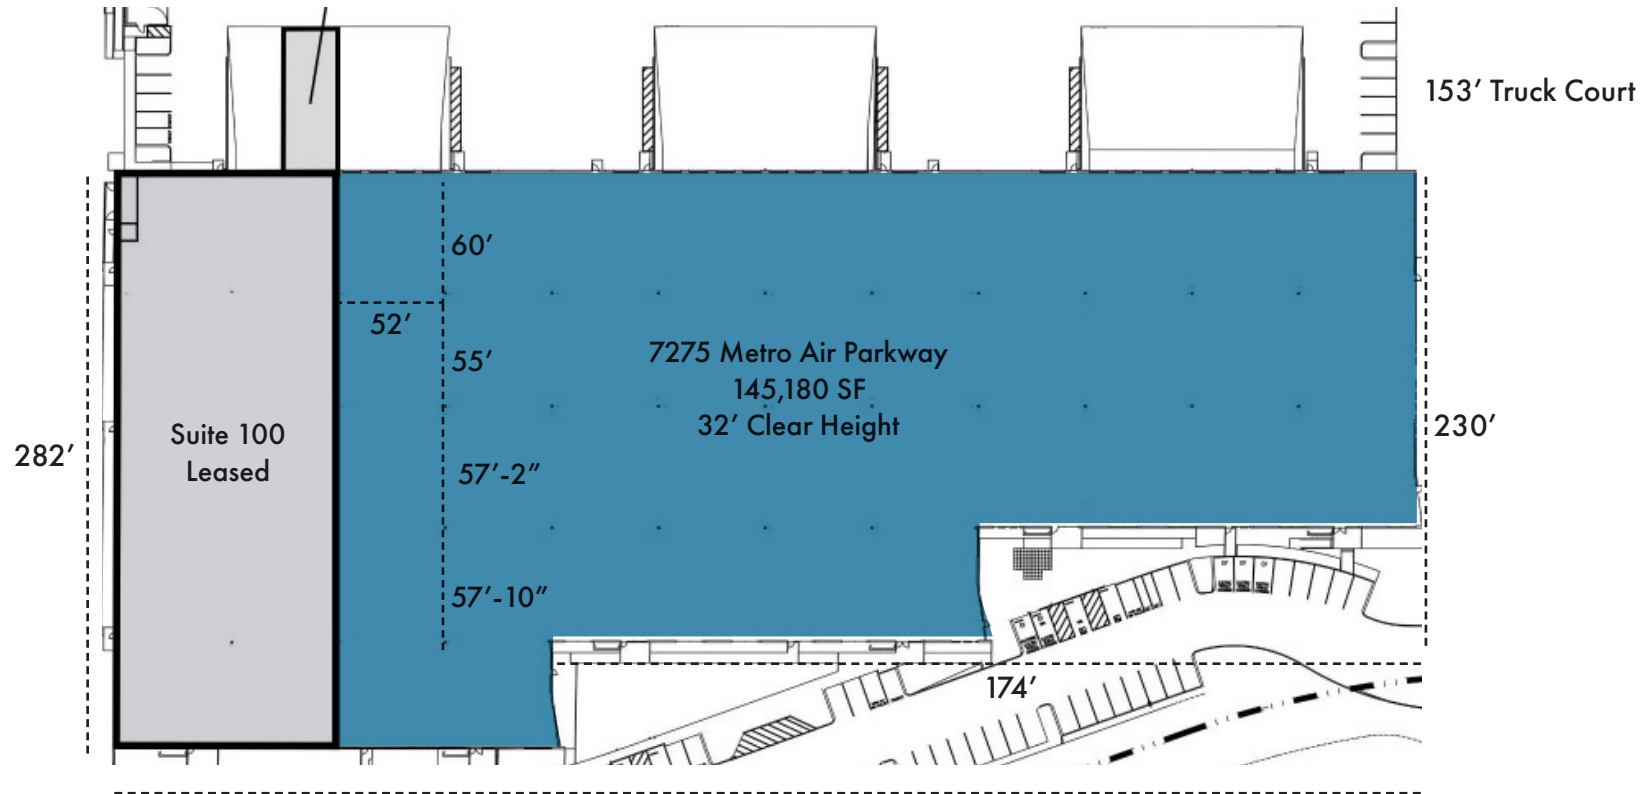 153’ Truck Court
60’
52’
55’
7275 Metro Air Parkway
145,180 SF
32’ Clear Height
Suite 100
Leased
282’
230’
57’-2”
57’-10”
174’